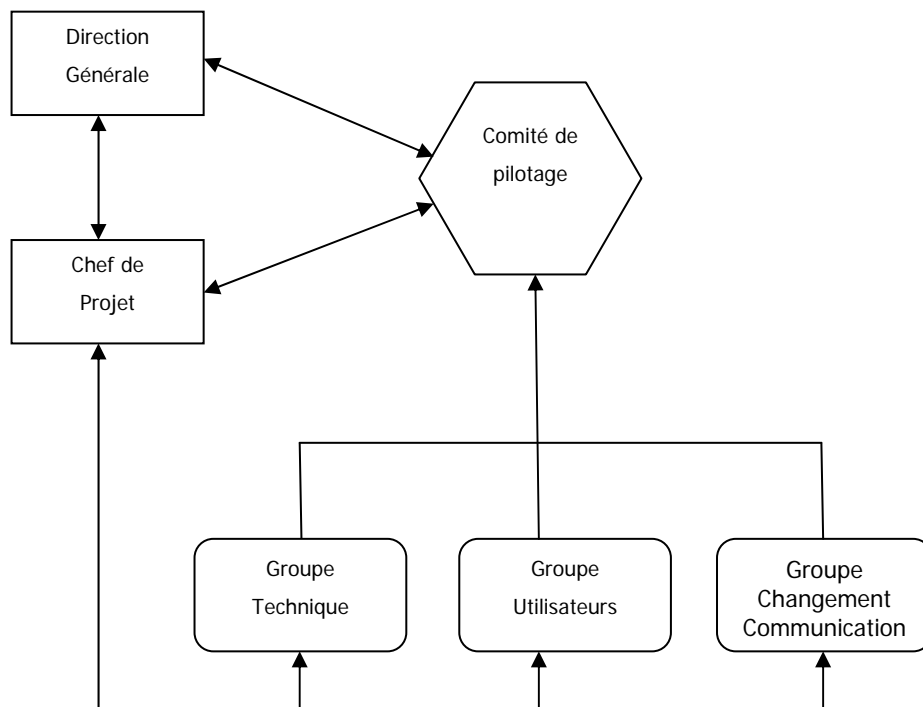 Direction
Générale
Comité de
pilotage
Chef de
Projet
Groupe
Technique
Groupe
Utilisateurs
Groupe
Changement
Communication